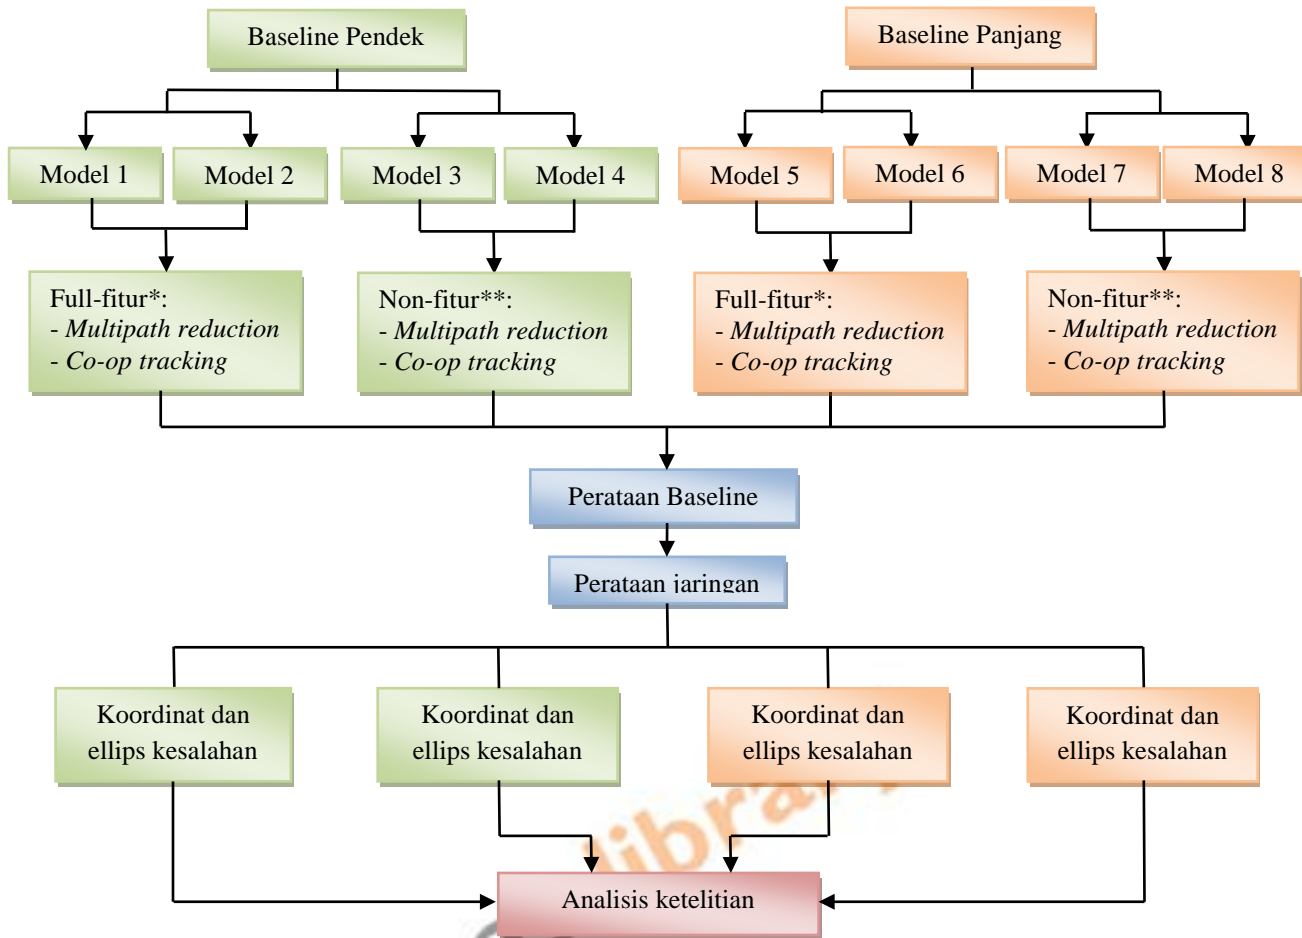 Baseline Pendek
Baseline Panjang
Model 1
Model 2
Model 3
Model 4
Model 5
Model 6
Model 7
Model 8
Full-fitur*:
- Multipath reduction
- Co-op tracking
Non-fitur**:
- Multipath reduction
- Co-op tracking
Full-fitur*:
- Multipath reduction
- Co-op tracking
Non-fitur**:
- Multipath reduction
- Co-op tracking
Perataan Baseline
Perataan jaringan
Koordinat dan
ellips kesalahan
Koordinat dan
ellips kesalahan
Koordinat dan
ellips kesalahan
Koordinat dan
ellips kesalahan
library
Analisis ketelitian